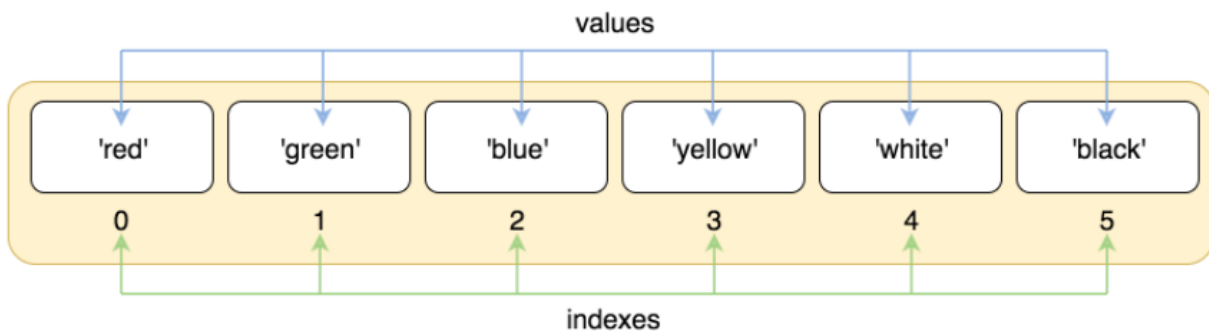 values
'red' 'green' 'blue' 'yellow' 'white' 'black'
0 1 2 3 4 5
indexes